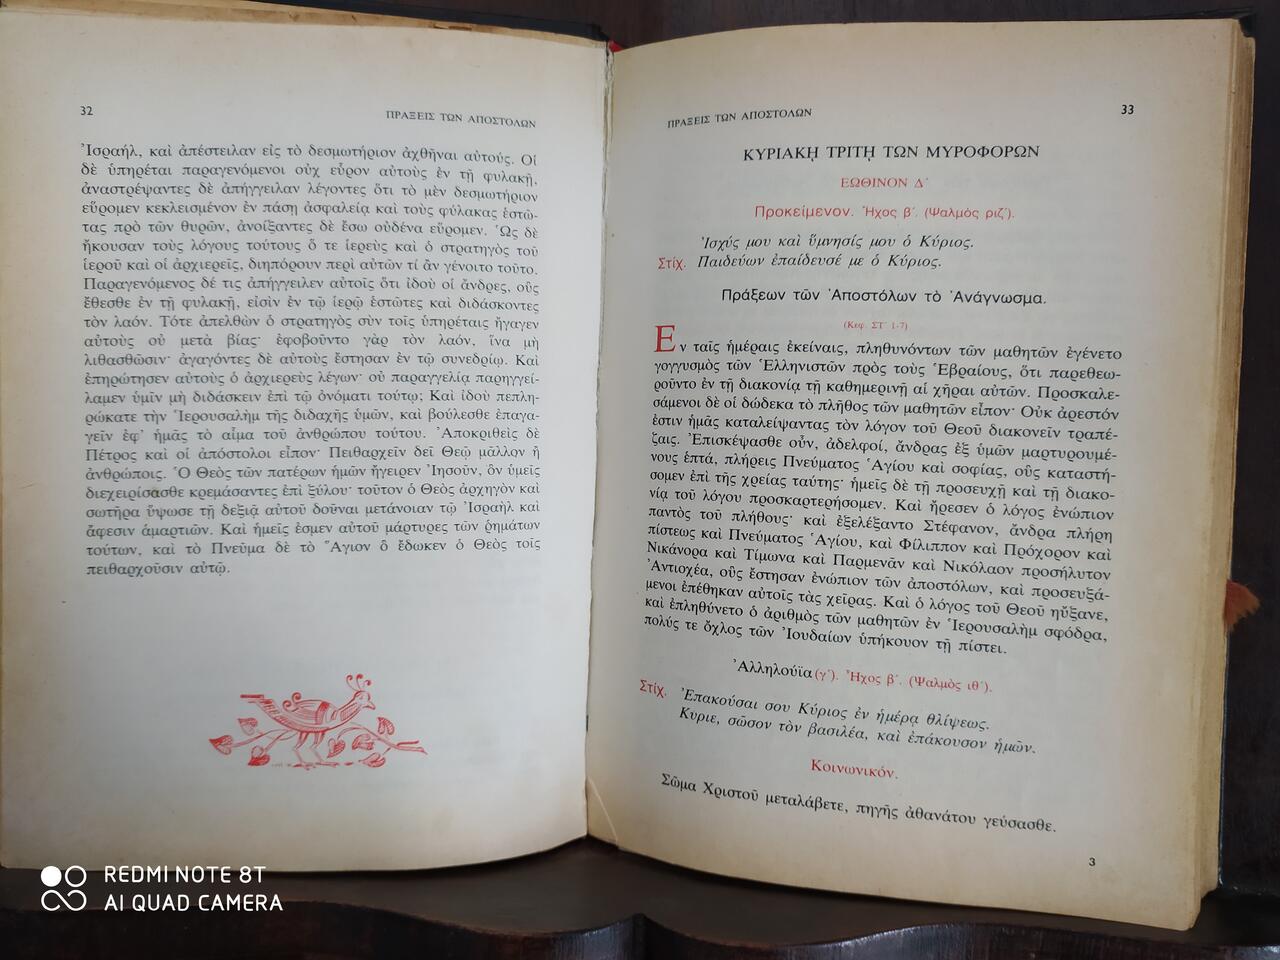 32
ΠΡΑΞΕΙΣ ΤΩΝ ΑΠΟΣΤΟΛΩΝ
Ἰσραήλ, καὶ ἀπέστειλαν εἰς τὸ δεσμωτήριον ἀχθῆναι αὐτούς. Οἱ
δὲ ὑπηρέται παραγενόμενοι οὐχ εὗρον αὐτοὺς ἐν τῇ φυλακῇ,
ἀναστρέψαντες δὲ ἀπήγγειλαν λέγοντες ὅτι τὸ μὲν δεσμωτήριον
εὕρομεν κεκλεισμένον ἐν πάσῃ ἀσφαλείᾳ καὶ τοὺς φύλακας ἑστῶ-
τας πρὸ τῶν θυρῶν, ἀνοίξαντες δὲ ἔσω οὐδένα εὕρομεν. Ὡς δὲ
ἤκουσαν τοὺς λόγους τούτους ὅ τε ἱερεὺς καὶ ὁ στρατηγὸς τοῦ
ἱεροῦ καὶ οἱ ἀρχιερεῖς, διηπόρουν περὶ αὐτῶν τί ἂν γένοιτο τοῦτο.
Παραγενόμενος δέ τις ἀπήγγειλεν αὐτοῖς ὅτι ἰδοὺ οἱ ἄνδρες, οὓς
ἔθεσθε ἐν τῇ φυλακῇ, εἰσὶν ἐν τῷ ἱερῷ ἑστῶτες καὶ διδάσκοντες
τὸν λαόν. Τότε ἀπελθὼν ὁ στρατηγὸς σὺν τοῖς ὑπηρέταις ἤγαγεν
αὐτοὺς οὐ μετὰ βίας· ἐφοβοῦντο γὰρ τὸν λαόν, ἵνα μὴ
λιθασθῶσιν· ἀγαγόντες δὲ αὐτοὺς ἔστησαν ἐν τῷ συνεδρίῳ. Καὶ
ἐπηρώτησεν αὐτοὺς ὁ ἀρχιερεὺς λέγων· οὐ παραγγελίᾳ παρηγγεί-
λαμεν ὑμῖν μὴ διδάσκειν ἐπὶ τῷ ὀνόματι τούτῳ; Καὶ ἰδοὺ πεπλη-
ρώκατε τὴν Ἱερουσαλὴμ τῆς διδαχῆς ὑμῶν, καὶ βούλεσθε ἐπαγα-
γεῖν ἐφ' ἡμᾶς τὸ αἷμα τοῦ ἀνθρώπου τούτου. Ἀποκριθεὶς δὲ
Πέτρος καὶ οἱ ἀπόστολοι εἶπον· Πειθαρχεῖν δεῖ Θεῷ μᾶλλον ἢ
ἀνθρώποις. Ὁ Θεὸς τῶν πατέρων ἡμῶν ἤγειρεν Ἰησοῦν, ὃν ὑμεῖς
διεχειρίσασθε κρεμάσαντες ἐπὶ ξύλου· τοῦτον ὁ Θεὸς ἀρχηγὸν καὶ
σωτῆρα ὕψωσε τῇ δεξιᾷ αὐτοῦ δοῦναι μετάνοιαν τῷ Ἰσραὴλ καὶ
ἄφεσιν ἁμαρτιῶν. Καὶ ἡμεῖς ἐσμεν αὐτοῦ μάρτυρες τῶν ῥημάτων
τούτων, καὶ τὸ Πνεῦμα δὲ τὸ Ἅγιον ὃ ἔδωκεν ὁ Θεὸς τοῖς
πειθαρχοῦσιν αὐτῷ.
ΠΡΑΞΕΙΣ ΤΩΝ ΑΠΟΣΤΟΛΩΝ
33
ΚΥΡΙΑΚῌ ΤΡΙΤῌ ΤΩΝ ΜΥΡΟΦΟΡΩΝ
ΕΩΘΙΝΟΝ Δ΄
Προκείμενον. Ἦχος β΄. (Ψαλμὸς ριζ΄).
Ἰσχύς μου καὶ ὕμνησίς μου ὁ Κύριος.
Στίχ. Παιδεύων ἐπαίδευσέ με ὁ Κύριος.
Πράξεων τῶν Ἀποστόλων τὸ Ἀνάγνωσμα.
(Κεφ. ΣΤ΄ 1-7)
Ἐν ταῖς ἡμέραις ἐκείναις, πληθυνόντων τῶν μαθητῶν ἐγένετο
γογγυσμὸς τῶν Ἑλληνιστῶν πρὸς τοὺς Ἑβραίους, ὅτι παρεθεω-
ροῦντο ἐν τῇ διακονίᾳ τῇ καθημερινῇ αἱ χῆραι αὐτῶν. Προσκαλε-
σάμενοι δὲ οἱ δώδεκα τὸ πλῆθος τῶν μαθητῶν εἶπον· Οὐκ ἀρεστόν
ἐστιν ἡμᾶς καταλείψαντας τὸν λόγον τοῦ Θεοῦ διακονεῖν τραπέ-
ζαις. Ἐπισκέψασθε οὖν, ἀδελφοί, ἄνδρας ἐξ ὑμῶν μαρτυρουμέ-
νους ἑπτά, πλήρεις Πνεύματος Ἁγίου καὶ σοφίας, οὓς καταστή-
σομεν ἐπὶ τῆς χρείας ταύτης· ἡμεῖς δὲ τῇ προσευχῇ καὶ τῇ διακο-
νίᾳ τοῦ λόγου προσκαρτερήσομεν. Καὶ ἤρεσεν ὁ λόγος ἐνώπιον
παντὸς τοῦ πλήθους· καὶ ἐξελέξαντο Στέφανον, ἄνδρα πλήρη
πίστεως καὶ Πνεύματος Ἁγίου, καὶ Φίλιππον καὶ Πρόχορον καὶ
Νικάνορα καὶ Τίμωνα καὶ Παρμενᾶν καὶ Νικόλαον προσήλυτον
Ἀντιοχέα, οὓς ἔστησαν ἐνώπιον τῶν ἀποστόλων, καὶ προσευξά-
μενοι ἐπέθηκαν αὐτοῖς τὰς χεῖρας. Καὶ ὁ λόγος τοῦ Θεοῦ ηὔξανε,
καὶ ἐπληθύνετο ὁ ἀριθμὸς τῶν μαθητῶν ἐν Ἱερουσαλὴμ σφόδρα,
πολύς τε ὄχλος τῶν Ἰουδαίων ὑπήκουον τῇ πίστει.
Ἀλληλούϊα (γ΄). Ἦχος β΄. (Ψαλμὸς ιθ΄).
Στίχ. Ἐπακούσαι σου Κύριος ἐν ἡμέρᾳ θλίψεως.
Κυριε, σῶσον τὸν βασιλέα, καὶ ἐπάκουσον ἡμῶν.
Κοινωνικόν.
Σῶμα Χριστοῦ μεταλάβετε, πηγῆς ἀθανάτου γεύσασθε.
3
REDMI NOTE 8T
AI QUAD CAMERA